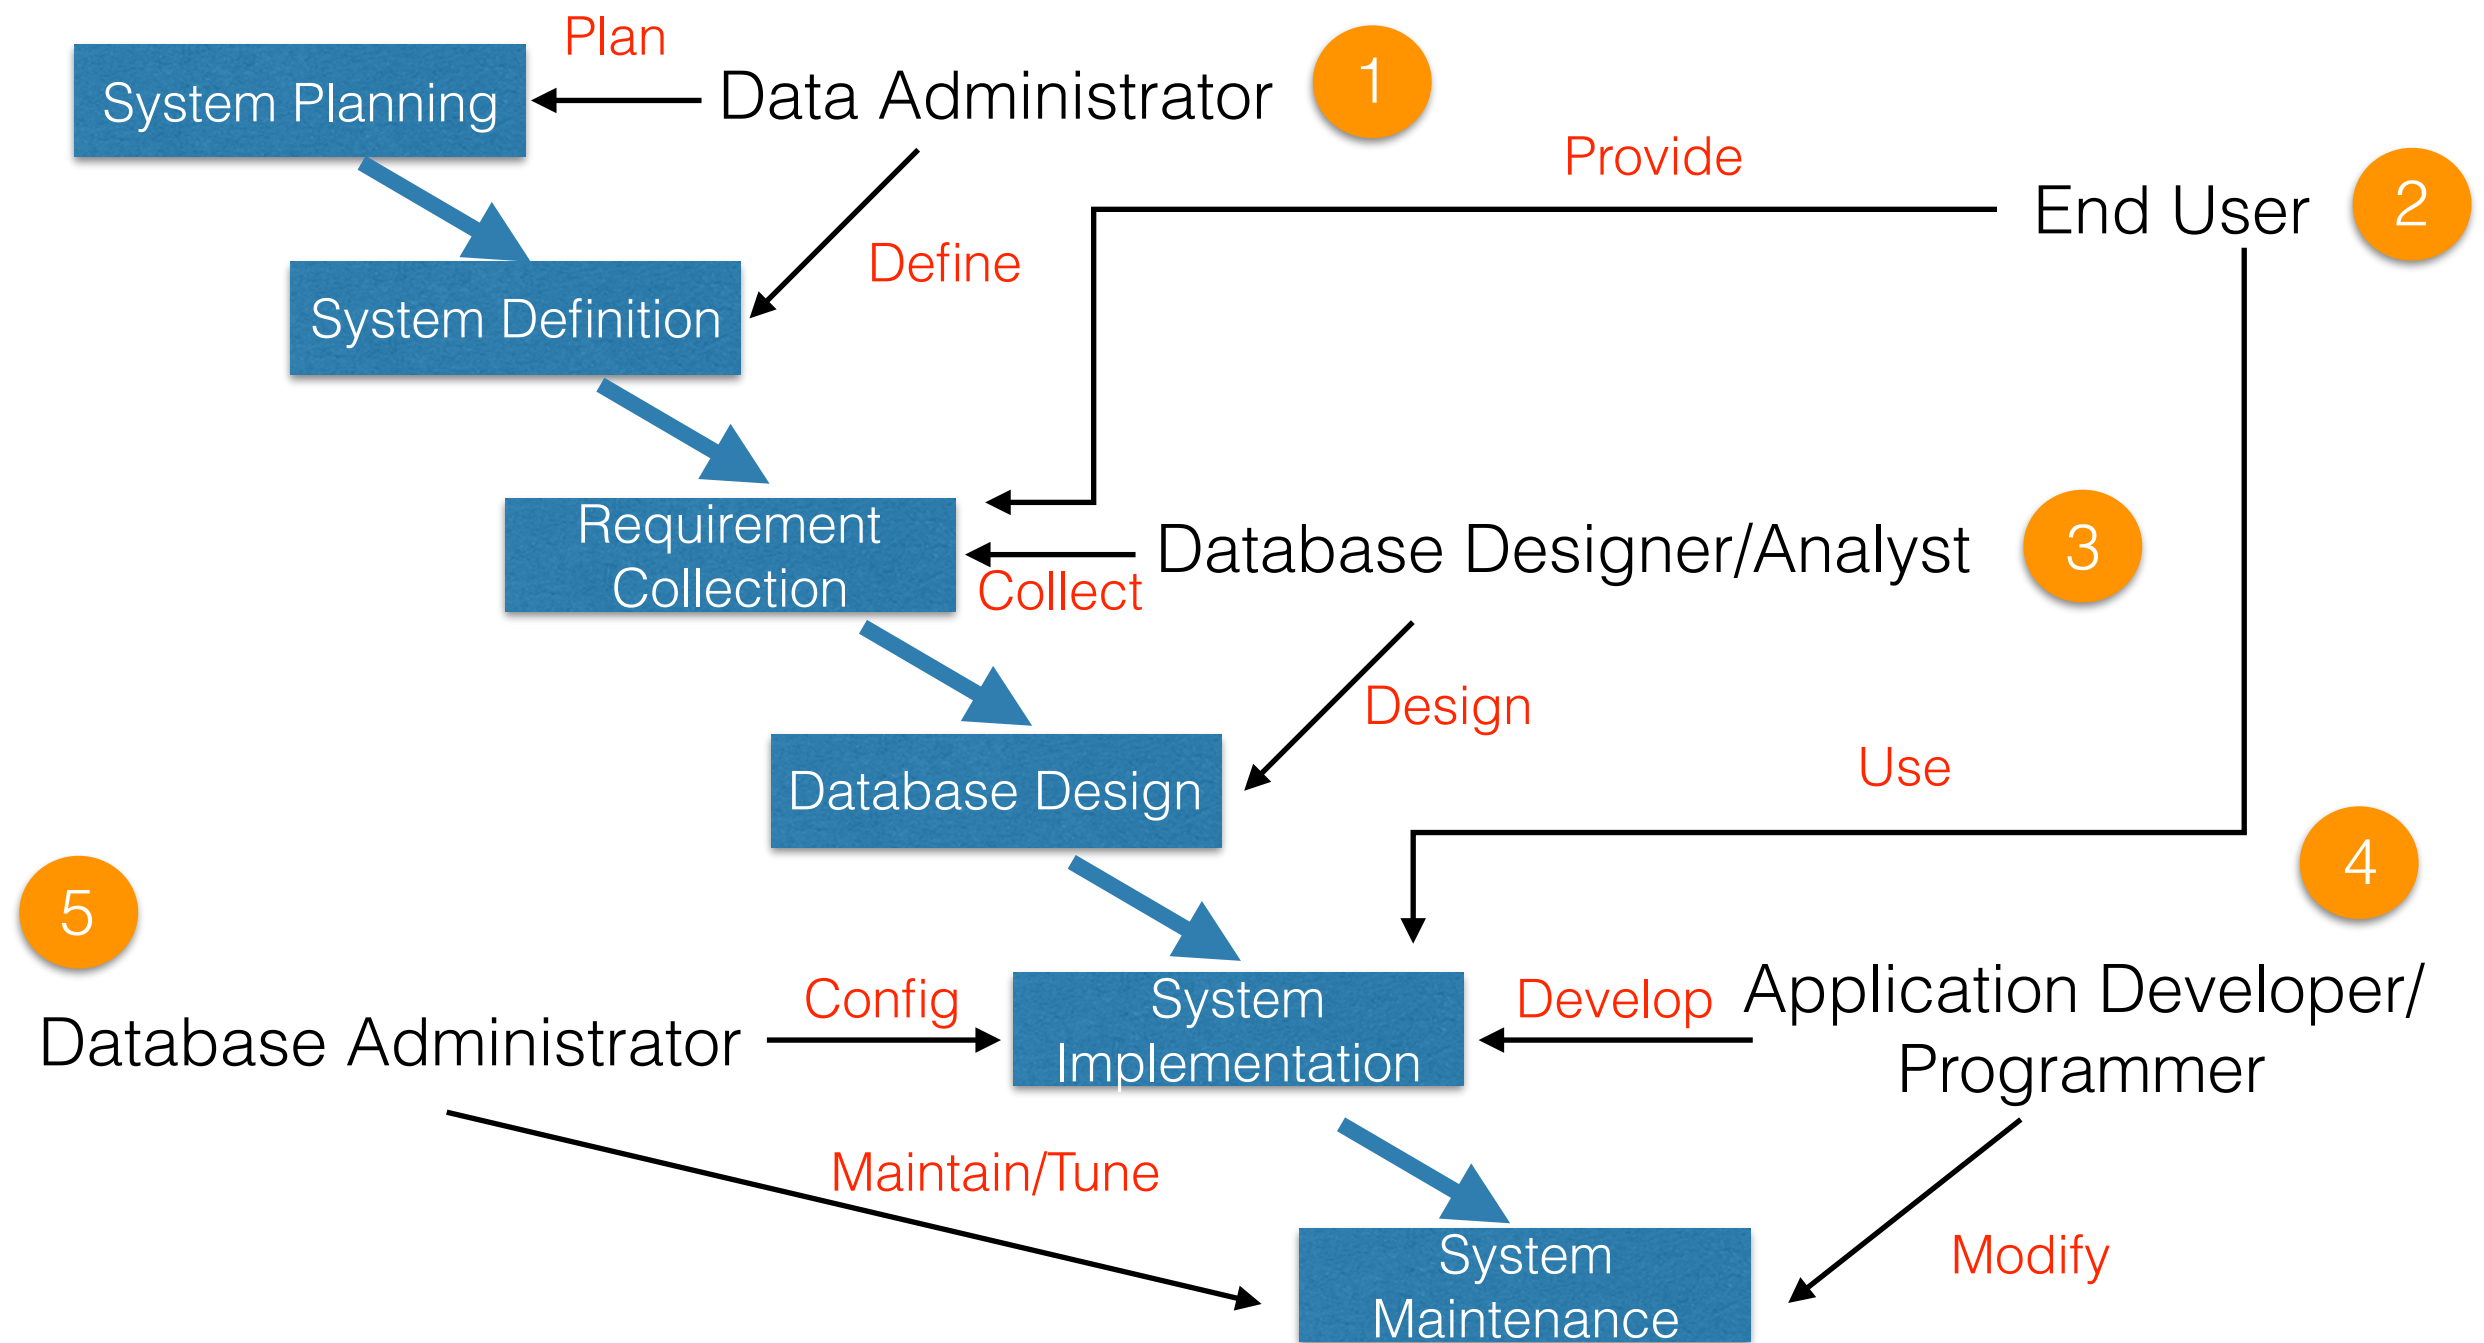 Plan
System Planning
Data Administrator
1
Provide
End User
2
Define
System Definition
Requirement
Collection
Collect
Database Designer/Analyst
3
Design
Database Design
Use
4
5
Database Administrator
Config
System
Implementation
Develop
Application Developer/
Programmer
Maintain/Tune
Modify
System
Maintenance